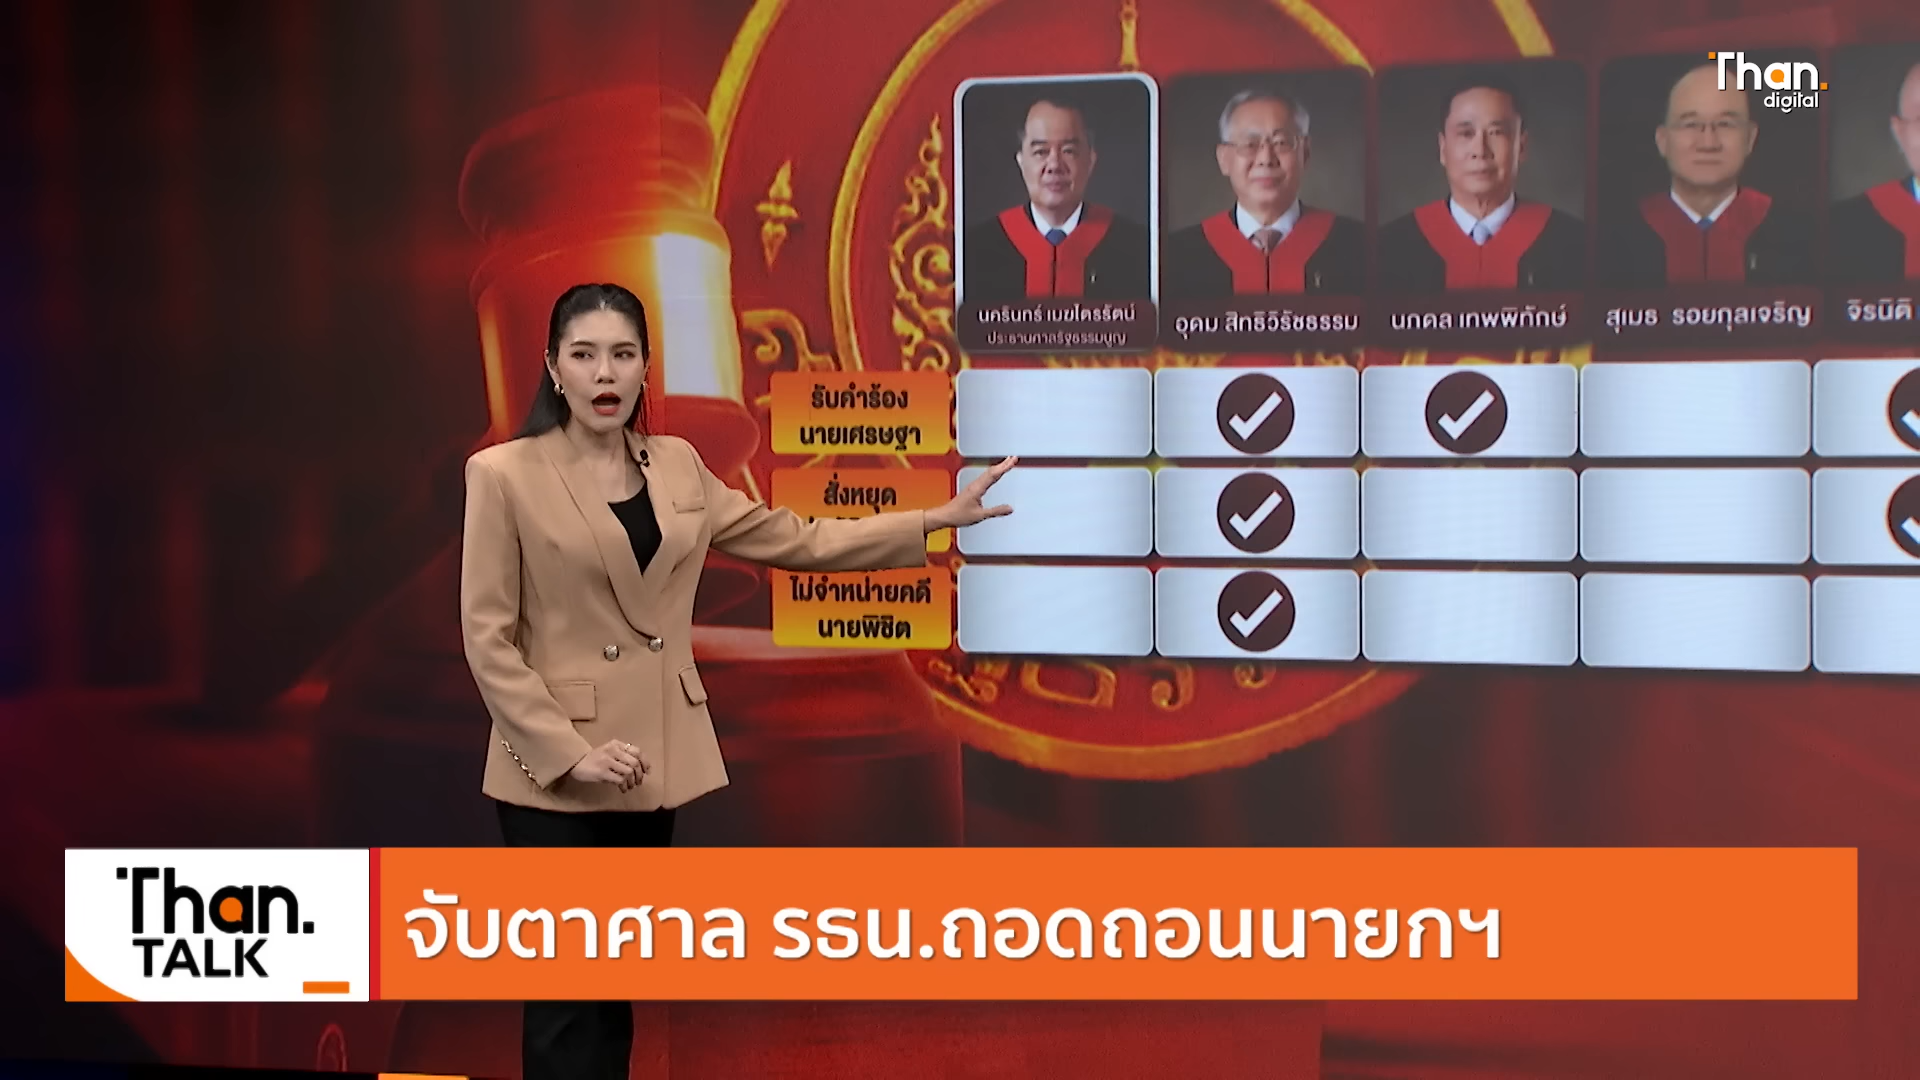 Than.
digital
นครินทร์ เมฆไตรรัตน์
ประธานศาลรัฐธรรมนูญ
อุดม สิทธิวิรัชธรรม
นภดล เทพพิทักษ์
สุเมธ รอยกุลเจริญ
จิรนิติ
รับคำร้อง
นายเศรษฐา
สั่งหยุด
ไม่จำหน่ายคดี
นายพิชิต
Than.
TALK
จับตาศาล รธน.ถอดถอนนายกฯ